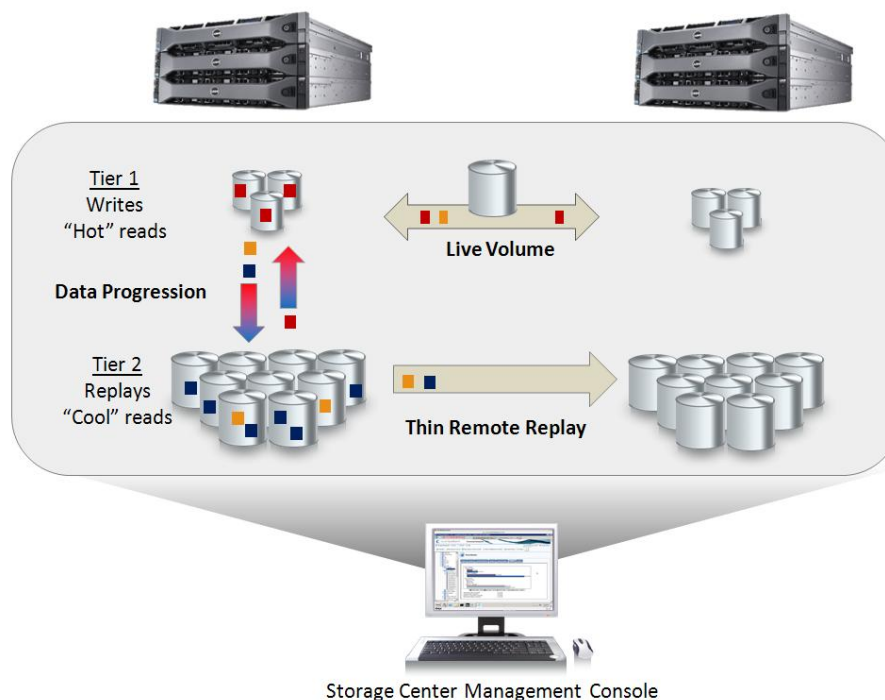 Tier 1
Writes
“Hot” reads
Live Volume
Data Progression
Tier 2
Replays
“Cool” reads
Thin Remote Replay
Storage Center Management Console